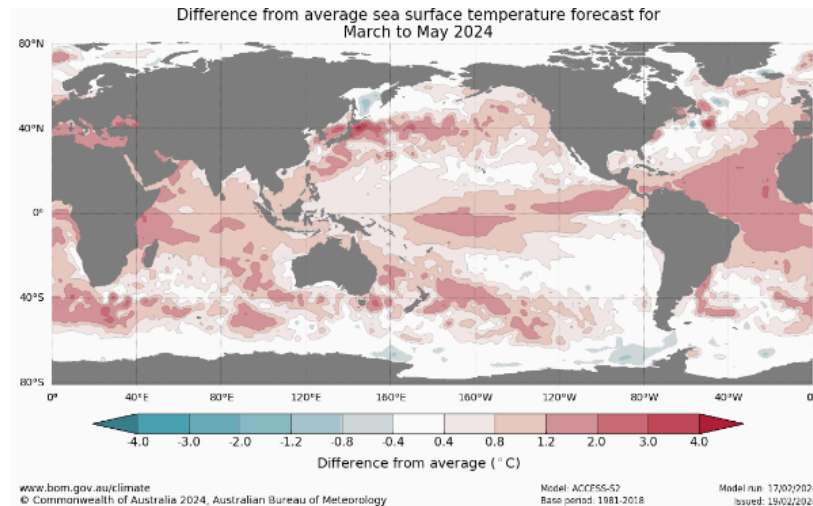 Difference from average sea surface temperature forecast for
March to May 2024
80°N
40°N
0°
40°S
80°S
0° 40°E 80°E 120°E 160°E 160°W 120°W 80°W 40°W 0
-4.0 -3.0 -2.0 -1.2 -0.8 -0.4 0.4 0.8 1.2 2.0 3.0 4.0
Difference from average (°C)
www.bom.gov.au/climate
© Commonwealth of Australia 2024, Australian Bureau of Meteorology
Model: ACCESS-S2
Base period: 1981-2018
Model run: 17/02/202
Issued: 19/02/202